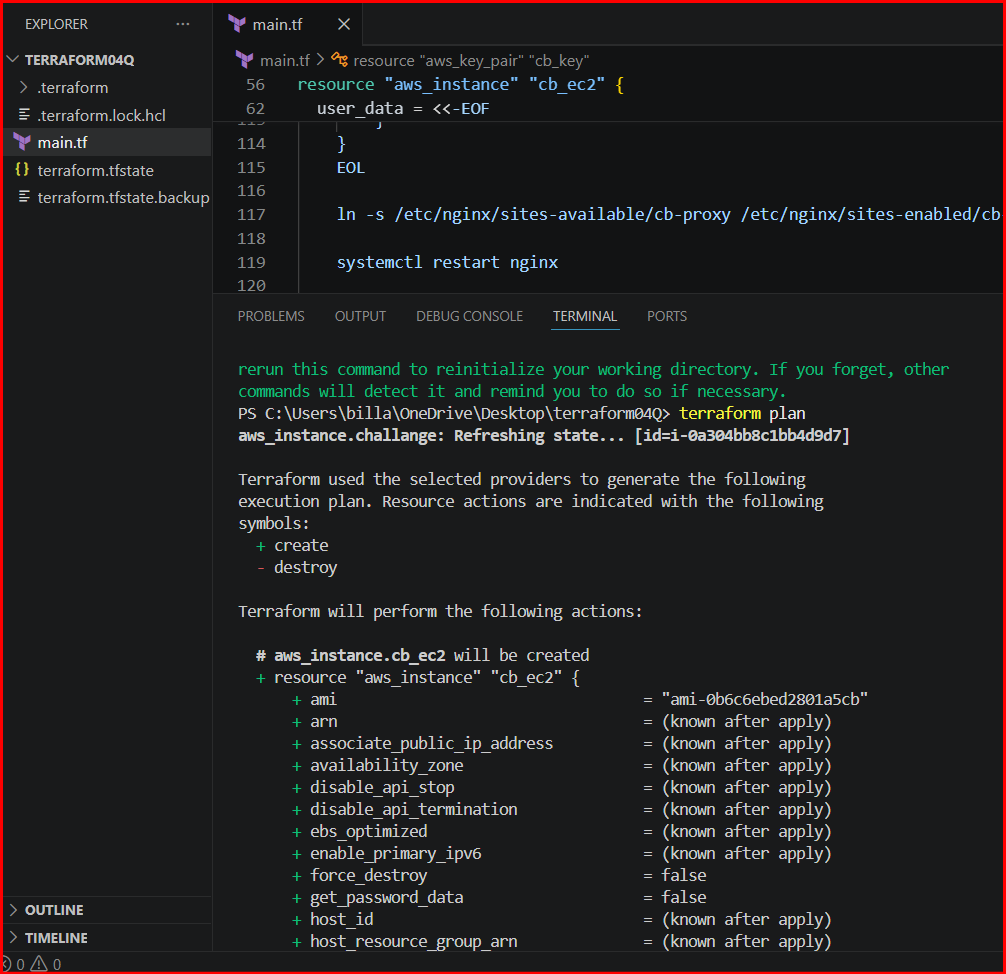 EXPLORER
···
main.tf
TERRAFORM04Q
.terraform
.terraform.lock.hcl
main.tf
terraform.tfstate
terraform.tfstate.backup
main.tf > resource "aws_key_pair" "cb_key"
56 resource "aws_instance" "cb_ec2" {
62 user_data = <<-EOF
113 }
114 }
115 EOL
116
117 ln -s /etc/nginx/sites-available/cb-proxy /etc/nginx/sites-enabled/cb-
118
119 systemctl restart nginx
120
PROBLEMS OUTPUT DEBUG CONSOLE TERMINAL PORTS
rerun this command to reinitialize your working directory. If you forget, other
commands will detect it and remind you to do so if necessary.
PS C:\Users\billa\OneDrive\Desktop\terraform04Q> terraform plan
aws_instance.challange: Refreshing state... [id=i-0a304bb8c1bb4d9d7]
Terraform used the selected providers to generate the following
execution plan. Resource actions are indicated with the following
symbols:
+ create
- destroy
Terraform will perform the following actions:
# aws_instance.cb_ec2 will be created
+ resource "aws_instance" "cb_ec2" {
+ ami = "ami-0b6c6ebed2801a5cb"
+ arn = (known after apply)
+ associate_public_ip_address = (known after apply)
+ availability_zone = (known after apply)
+ disable_api_stop = (known after apply)
+ disable_api_termination = (known after apply)
+ ebs_optimized = (known after apply)
+ enable_primary_ipv6 = (known after apply)
+ force_destroy = false
+ get_password_data = false
+ host_id = (known after apply)
+ host_resource_group_arn = (known after apply)
OUTLINE
TIMELINE
0 0